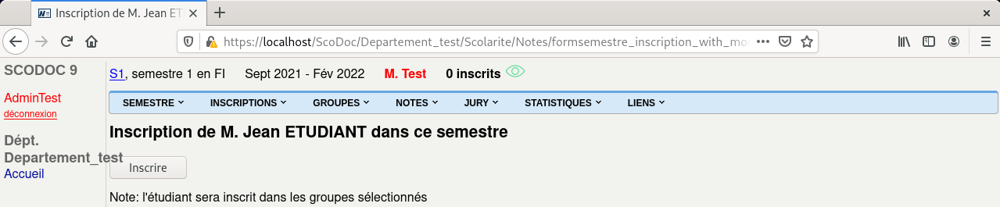 Inscription de M. Jean ET
https://localhost/ScoDoc/Departement_test/Scolarite/Notes/formsemestre_inscription_with_mo
SCODOC 9
S1, semestre 1 en FI Sept 2021 - Fév 2022 M. Test 0 inscrits
AdminTest
déconnexion
SEMESTRE INSCRIPTIONS GROUPES NOTES JURY STATISTIQUES LIENS
Inscription de M. Jean ETUDIANT dans ce semestre
Dépt.
Departement_test
Accueil
Inscrire
Note: l'étudiant sera inscrit dans les groupes sélectionnés